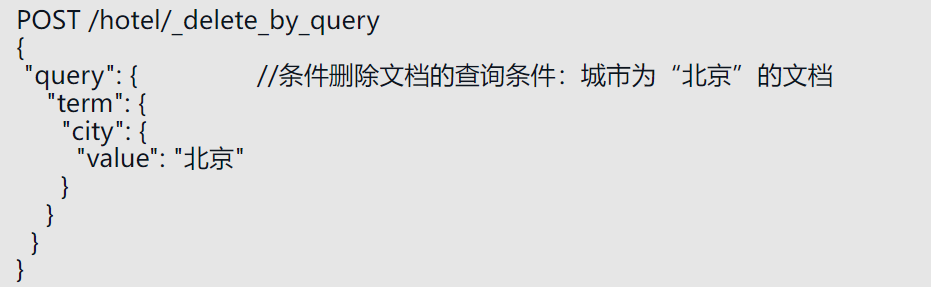 POST /hotel/_delete_by_query
{
 "query": {                //条件删除文档的查询条件：城市为“北京”的文档
    "term": {
      "city": {
        "value": "北京"
      }
    }
  }
}